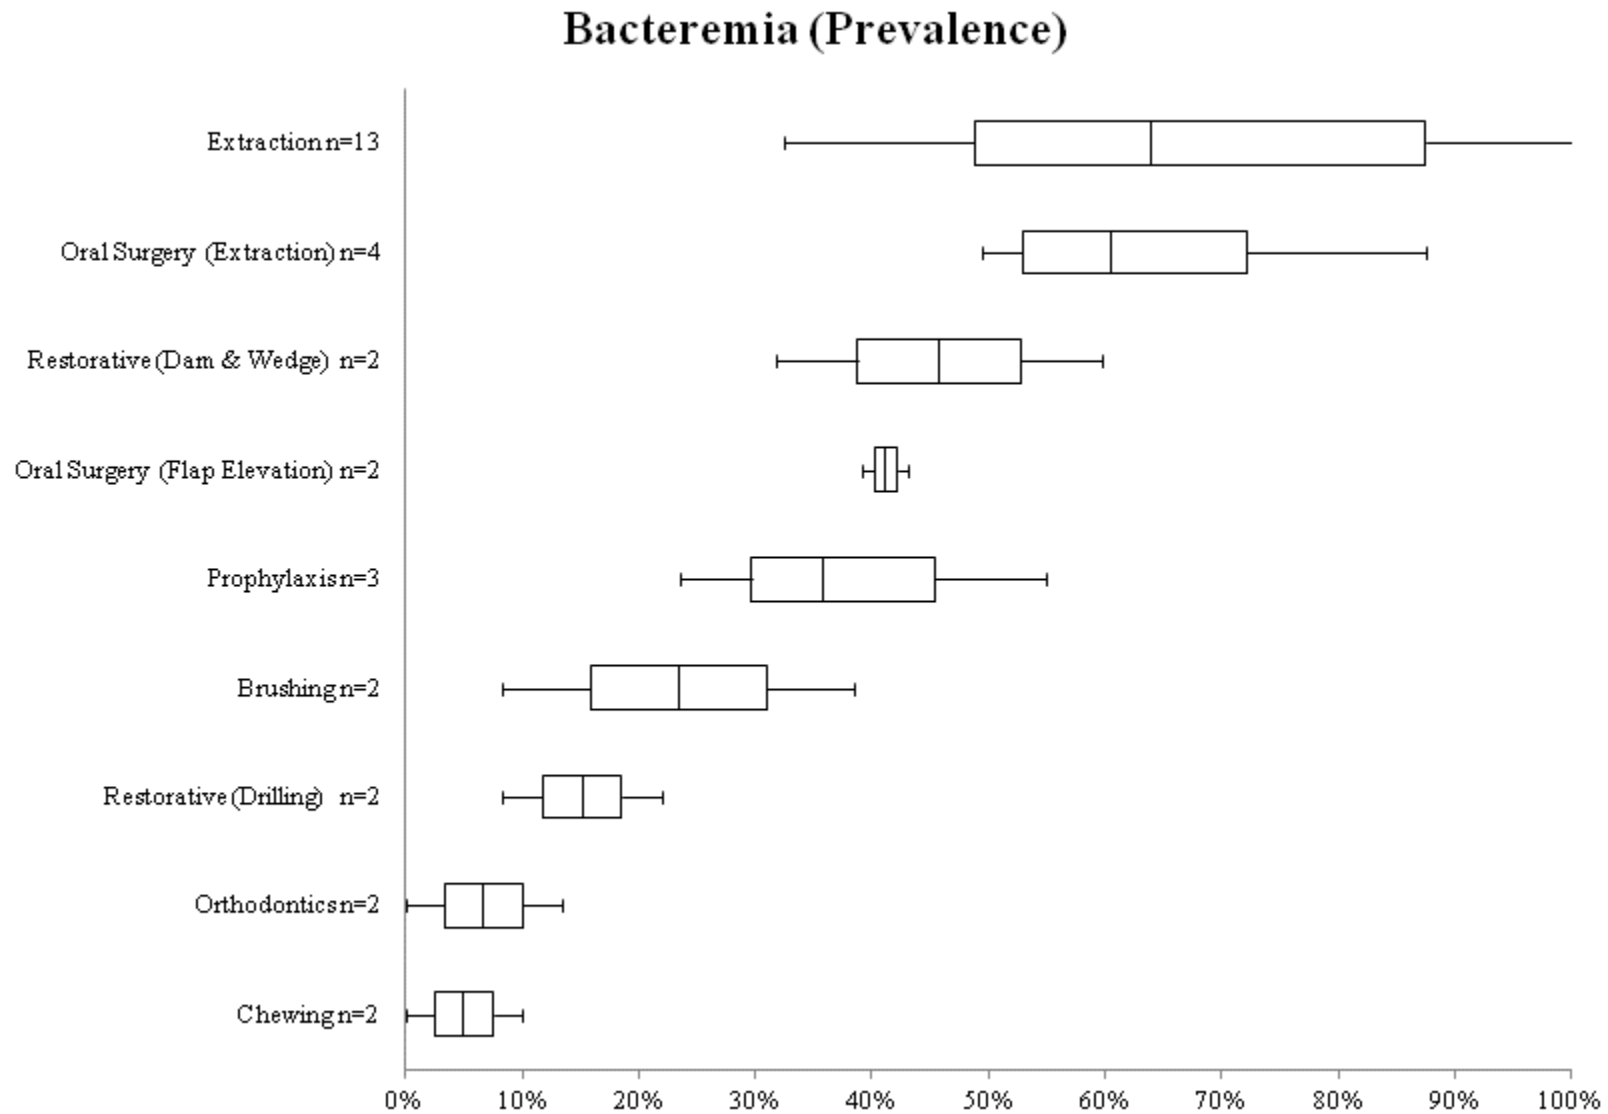 Bacteremia (Prevalence)
Extraction n=13
Oral Surgery (Extraction) n=4
Restorative (Dam & Wedge) n=2
Oral Surgery (Flap Elevation) n=2
Prophylaxis n=3
Brushing n=2
Restorative (Drilling) n=2
Orthodontics n=2
Chewing n=2
0% 10% 20% 30% 40% 50% 60% 70% 80% 90% 100%